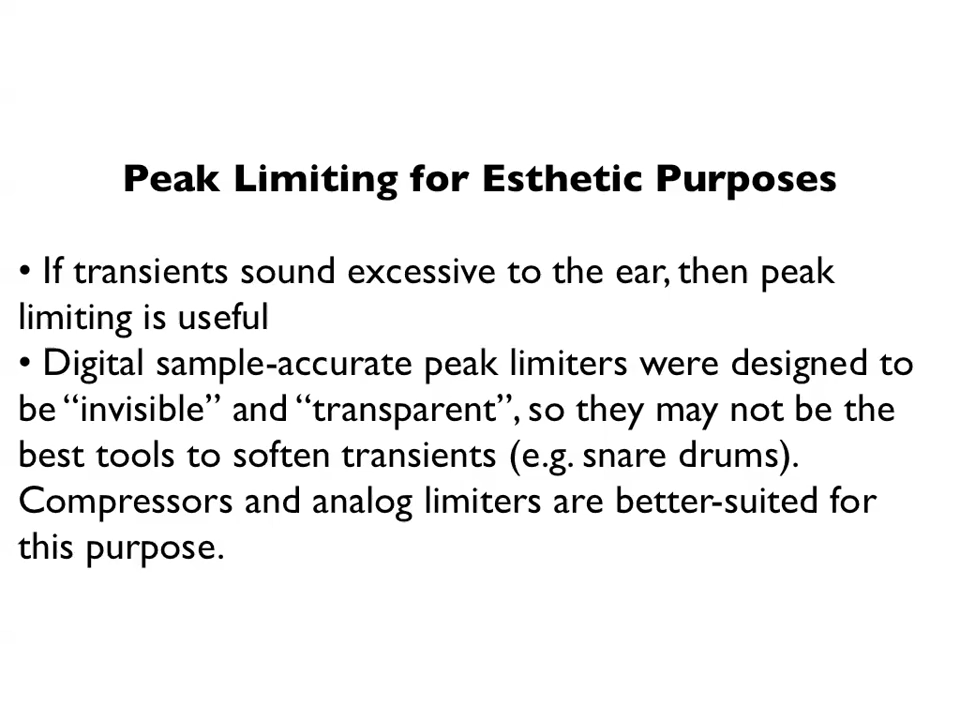 Peak Limiting for Esthetic Purposes
• If transients sound excessive to the ear, then peak
limiting is useful
• Digital sample-accurate peak limiters were designed to
be “invisible” and “transparent”, so they may not be the
best tools to soften transients (e.g. snare drums).
Compressors and analog limiters are better-suited for
this purpose.